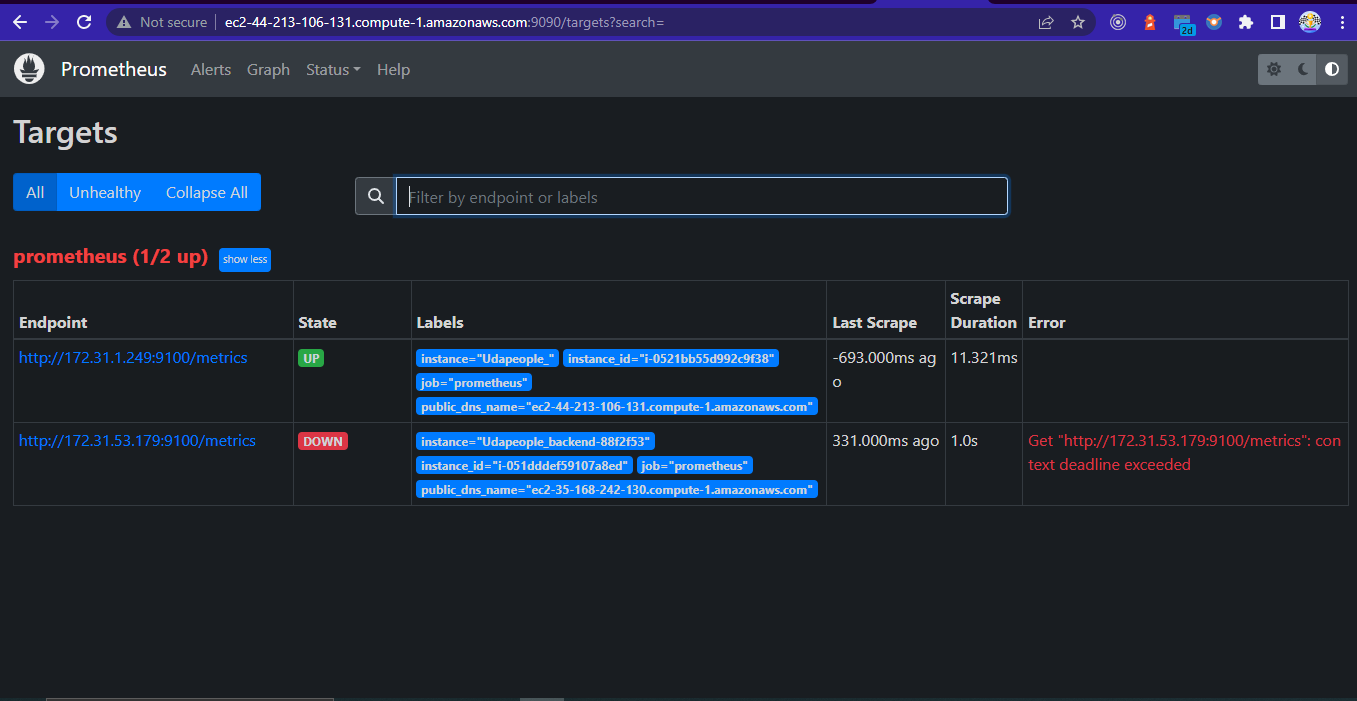 Not secure ec2-44-213-106-131.compute-1.amazonaws.com:9090/targets?search=
2d
Prometheus Alerts Graph Status Help
Targets
All Unhealthy Collapse All
Filter by endpoint or labels
prometheus (1/2 up) show less
Endpoint State Labels Last Scrape Scrape Duration Error
http://172.31.1.249:9100/metrics UP instance="Udapeople_" instance_id="i-0521bb55d992c9f38" -693.000ms ag 11.321ms
job="prometheus" o
public_dns_name="ec2-44-213-106-131.compute-1.amazonaws.com"
http://172.31.53.179:9100/metrics DOWN instance="Udapeople_backend-88f2f53" 331.000ms ago 1.0s Get "http://172.31.53.179:9100/metrics": con
instance_id="i-051dddef59107a8ed" job="prometheus" text deadline exceeded
public_dns_name="ec2-35-168-242-130.compute-1.amazonaws.com"